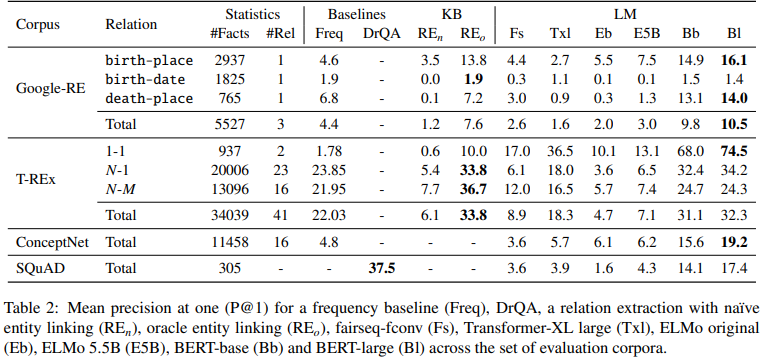 Corpus Relation Statistics Baselines KB LM
#Facts #Rel Freq DrQA REn REo Fs Txl Eb E5B Bb Bl
Google-RE birth-place 2937 1 4.6 - 3.5 13.8 4.4 2.7 5.5 7.5 14.9 16.1
birth-date 1825 1 1.9 - 0.0 1.9 0.3 1.1 0.1 0.1 1.5 1.4
death-place 765 1 6.8 - 0.1 7.2 3.0 0.9 0.3 1.3 13.1 14.0
Total 5527 3 4.4 - 1.2 7.6 2.6 1.6 2.0 3.0 9.8 10.5
T-REx 1-1 937 2 1.78 - 0.6 10.0 17.0 36.5 10.1 13.1 68.0 74.5
N-1 20006 23 23.85 - 5.4 33.8 6.1 18.0 3.6 6.5 32.4 34.2
N-M 13096 16 21.95 - 7.7 36.7 12.0 16.5 5.7 7.4 24.7 24.3
Total 34039 41 22.03 - 6.1 33.8 8.9 18.3 4.7 7.1 31.1 32.3
ConceptNet Total 11458 16 4.8 - - - 3.6 5.7 6.1 6.2 15.6 19.2
SQuAD Total 305 - - 37.5 - - 3.6 3.9 1.6 4.3 14.1 17.4
Table 2: Mean precision at one (P@1) for a frequency baseline (Freq), DrQA, a relation extraction with naïve
entity linking (REn), oracle entity linking (REo), fairseq-fconv (Fs), Transformer-XL large (Txl), ELMo original
(Eb), ELMo 5.5B (E5B), BERT-base (Bb) and BERT-large (Bl) across the set of evaluation corpora.